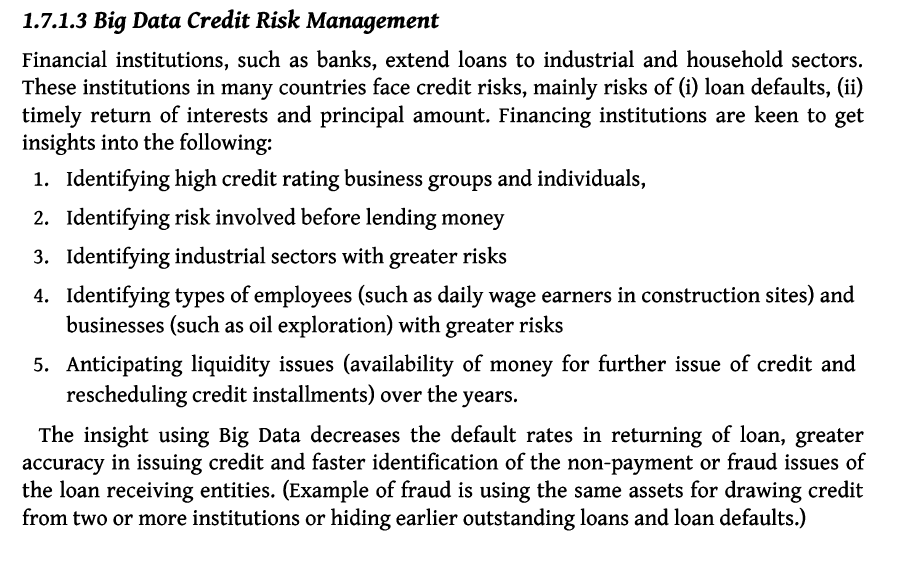 1.7.1.3 Big Data Credit Risk Management
Financial institutions, such as banks, extend loans to industrial and household sectors.
These institutions in many countries face credit risks, mainly risks of (i) loan defaults, (ii)
timely return of interests and principal amount. Financing institutions are keen to get
insights into the following:
1. Identifying high credit rating business groups and individuals,
2. Identifying risk involved before lending money
3. Identifying industrial sectors with greater risks
4. Identifying types of employees (such as daily wage earners in construction sites) and
businesses (such as oil exploration) with greater risks
5. Anticipating liquidity issues (availability of money for further issue of credit and
rescheduling credit installments) over the years.
The insight using Big Data decreases the default rates in returning of loan, greater
accuracy in issuing credit and faster identification of the non-payment or fraud issues of
the loan receiving entities. (Example of fraud is using the same assets for drawing credit
from two or more institutions or hiding earlier outstanding loans and loan defaults.)